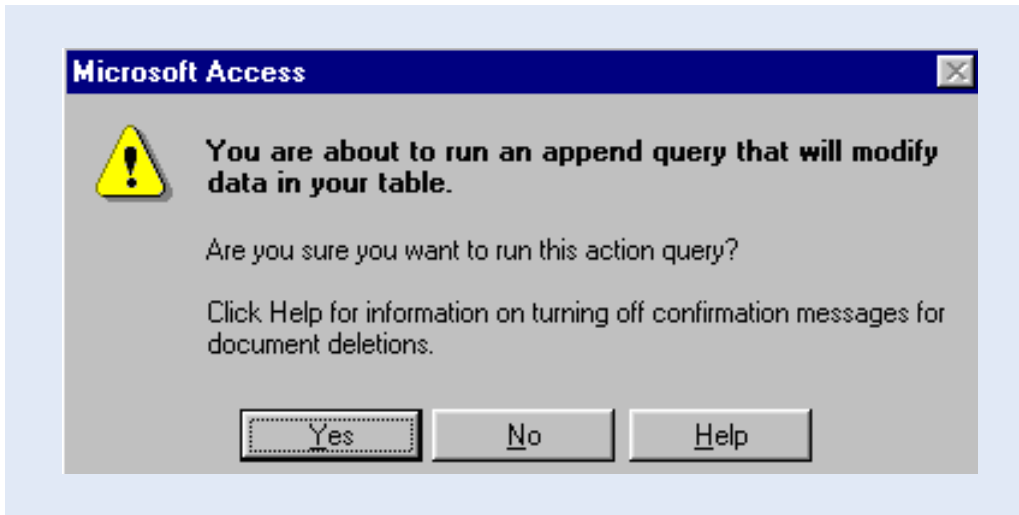 Microsoft Access
You are about to run an append query that will modify
data in your table.
Are you sure you want to run this action query?
Click Help for information on turning off confirmation messages for
document deletions.
Yes No Help